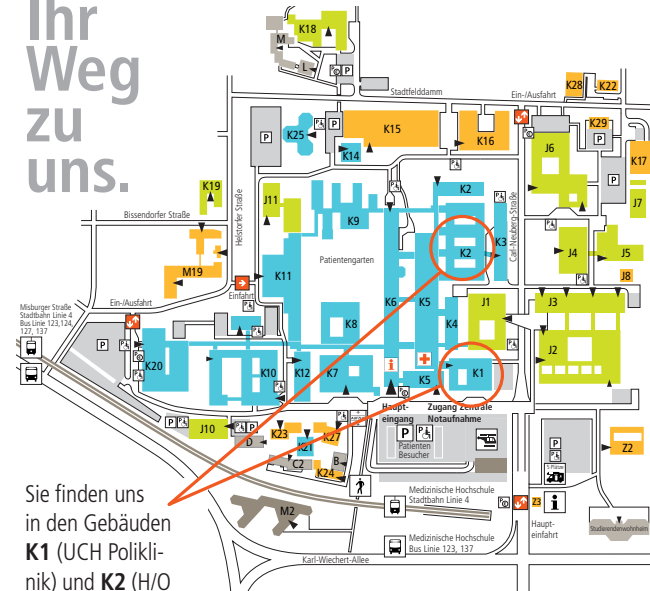 Ihr
Weg
zu
uns.
K18
M
L
P
Stadtfelddamm
Ein-/Ausfahrt
K28
K22
K29
P
K25
P
K15
K16
K14
J6
K17
K19
J11
K2
J7
Bissendorfer Straße
Helstorfer Straße
K9
Carl-Neuberg-Straße
K3
Patientengarten
K2
J4
J5
M19
K11
J8
Misburger Straße
Stadtbahn Linie 4
Bus Linie 123,124,
127, 137
Ein-/Ausfahrt
Einfahrt
K6
K5
J1
J3
K8
K4
P
K20
K10
K12
K7
i
K5
K1
J2
J10
P
D
K23
K21
K27
C2
B
K24
Haupt-
eingang
Zugang Zentrale
Notaufnahme
P
Patienten
Besucher
P
5 Plätze
Z2
M2
Medizinische Hochschule
Stadtbahn Linie 4
Z3
i
Haupt-
einfahrt
Studierendenwohnheim
Medizinische Hochschule
Bus Linie 123, 137
Karl-Wiechert-Allee
Sie finden uns
in den Gebäuden
K1 (UCH Polikli-
nik) und K2 (H/O